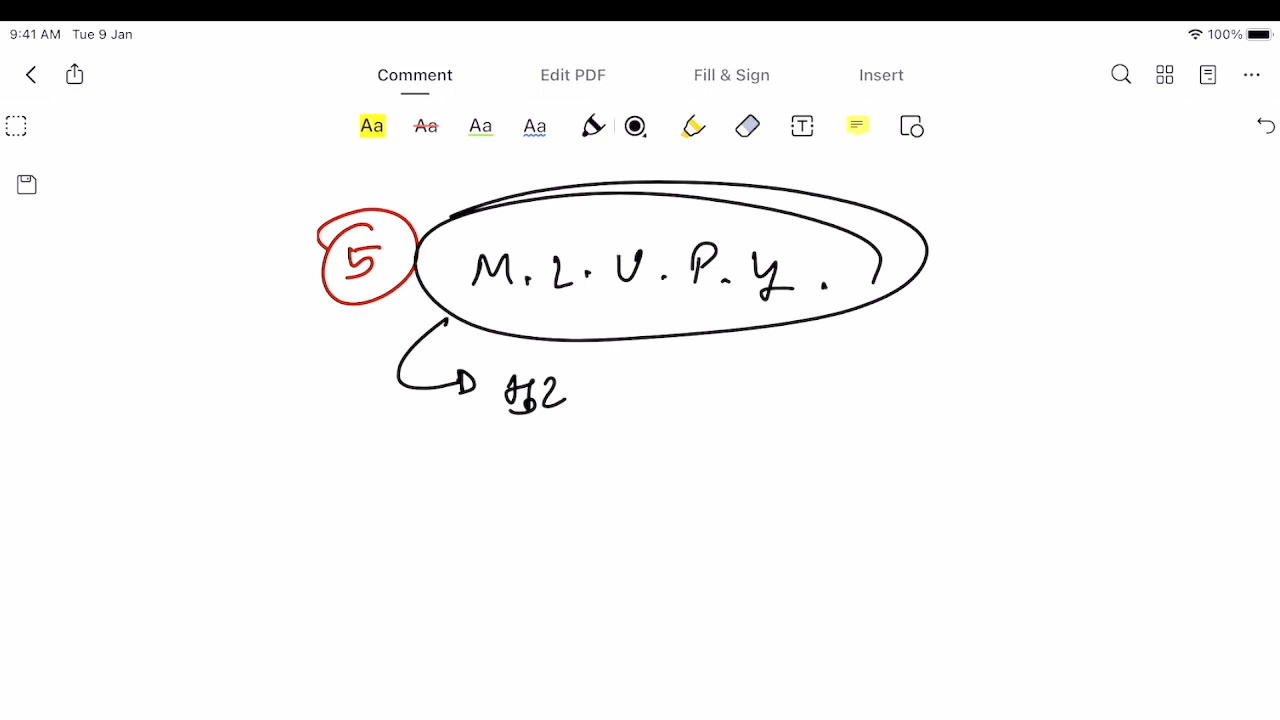 9:41 AM Tue 9 Jan 100%
Comment Edit PDF Fill & Sign Insert
Aa Aa Aa Aa T
5 M. L. V. P. Y.